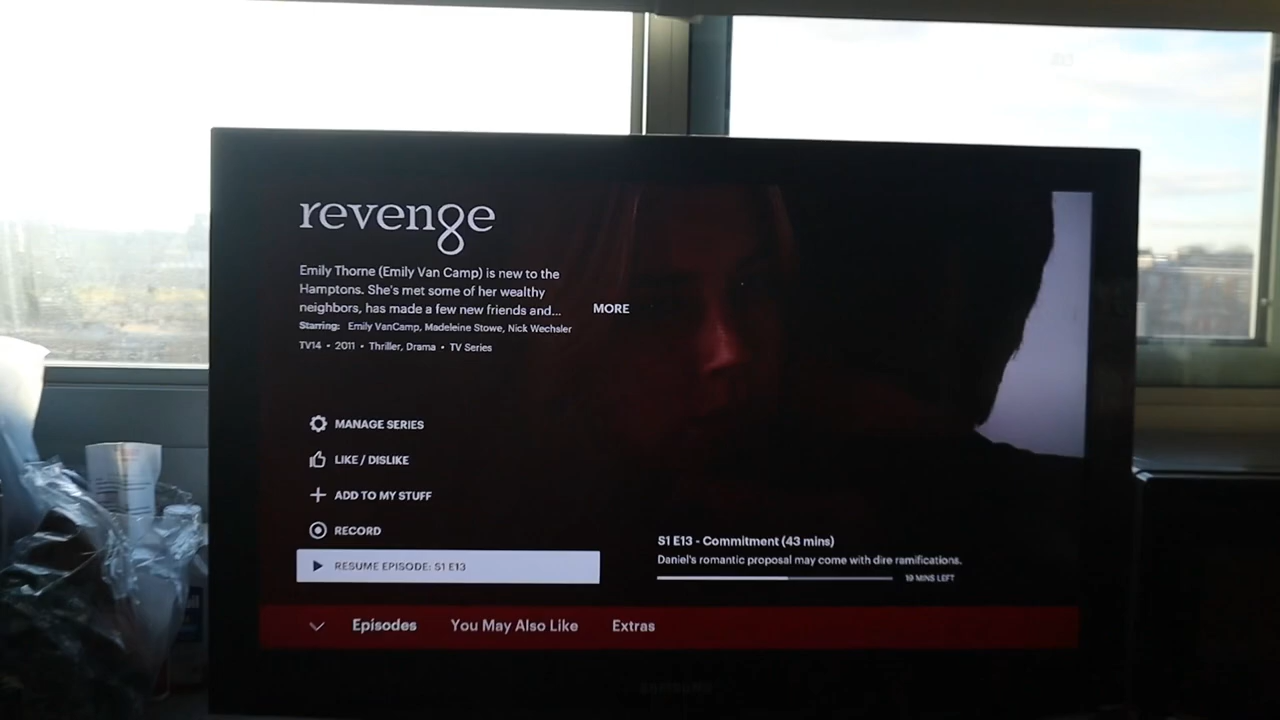 revenge
Emily Thorne (Emily Van Camp) is new to the
Hamptons. She's met some of her wealthy
neighbors, has made a few new friends and...
MORE
Starring: Emily VanCamp, Madeleine Stowe, Nick Wechsler
TV14 • 2011 • Thriller, Drama • TV Series
MANAGE SERIES
LIKE / DISLIKE
ADD TO MY STUFF
RECORD
RESUME EPISODE: S1 E13
S1 E13 - Commitment (43 mins)
Daniel's romantic proposal may come with dire ramifications.
19 MINS LEFT
Episodes You May Also Like Extras
SAMSUNG